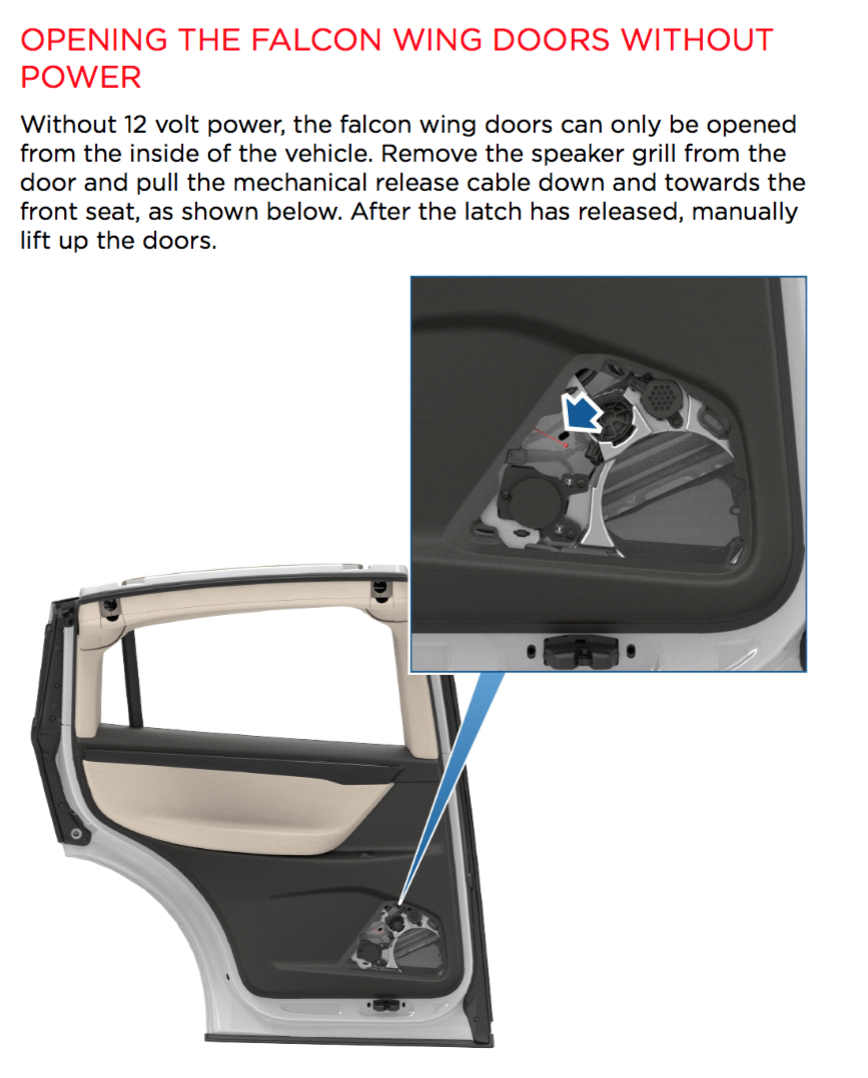 OPENING THE FALCON WING DOORS WITHOUT
POWER
Without 12 volt power, the falcon wing doors can only be opened
from the inside of the vehicle. Remove the speaker grill from the
door and pull the mechanical release cable down and towards the
front seat, as shown below. After the latch has released, manually
lift up the doors.